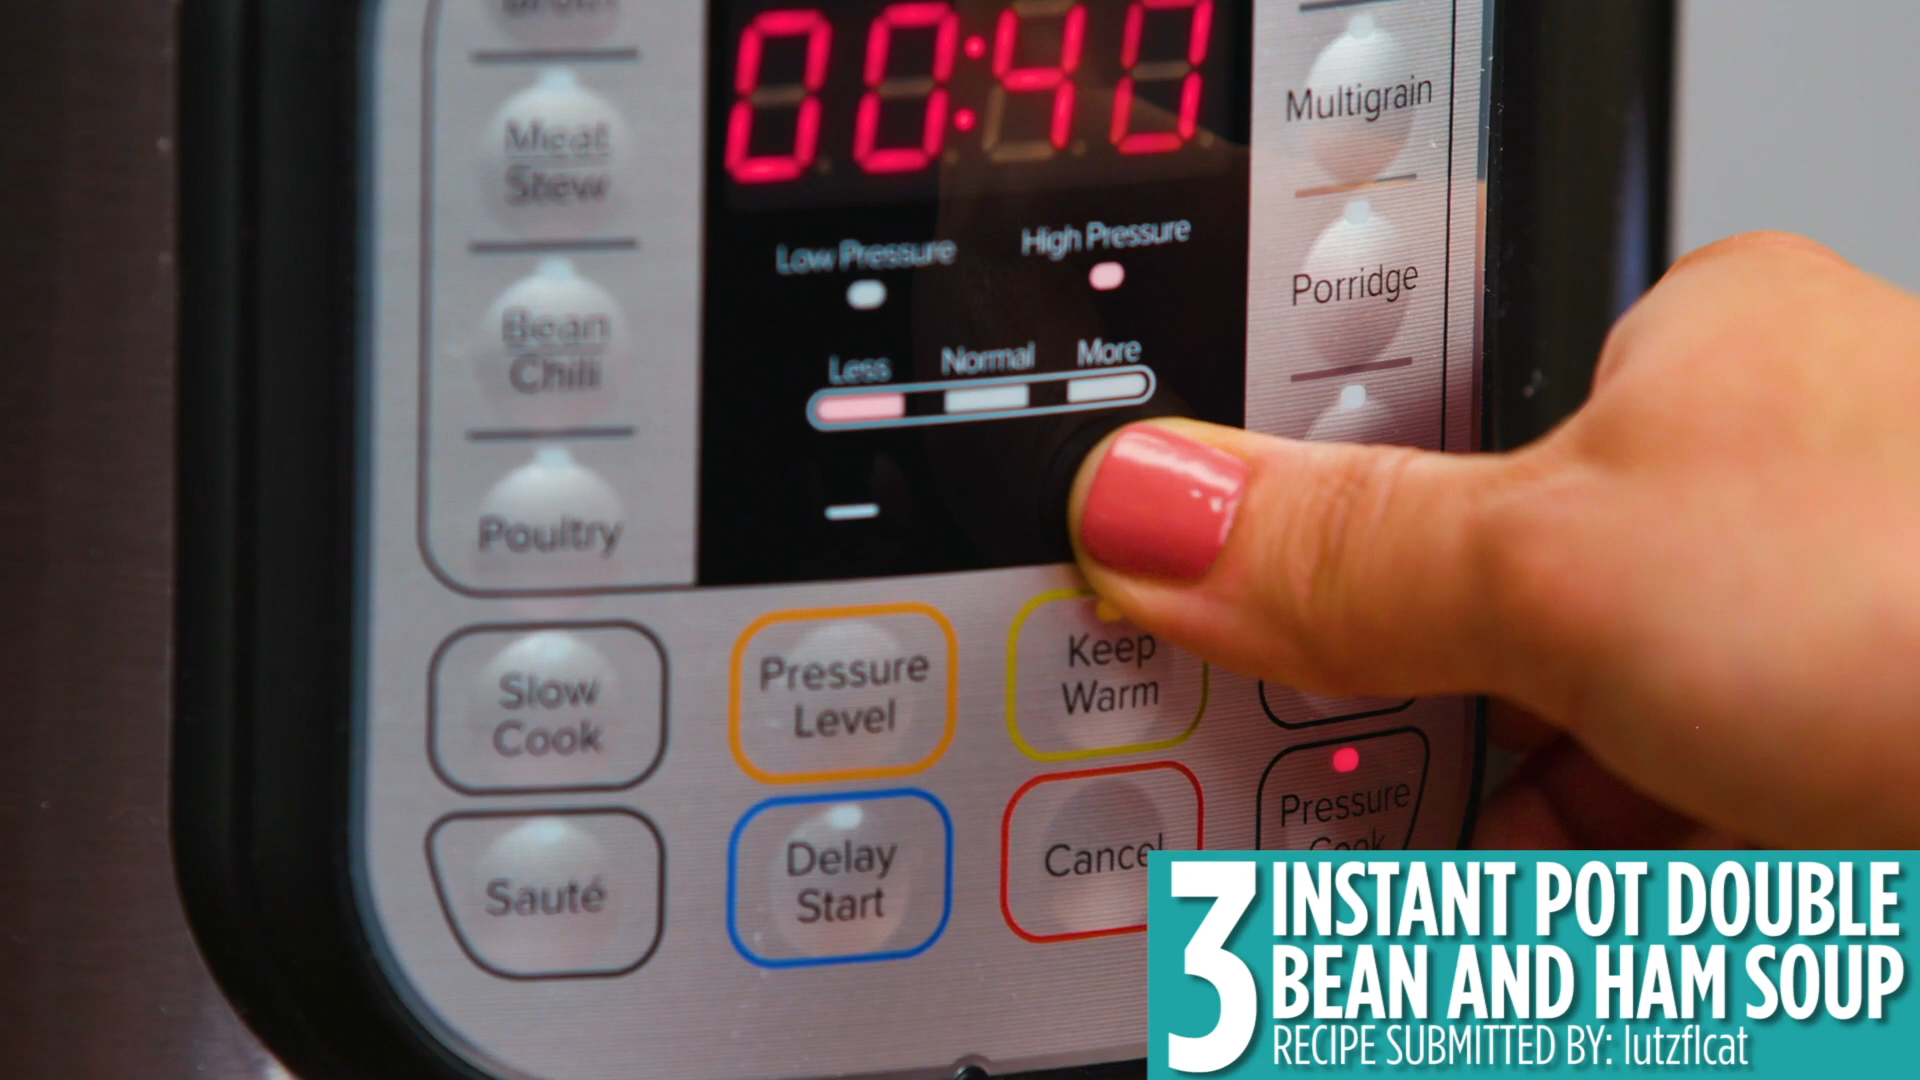 00:40
Meat
Stew
Multigrain
Low Pressure
High Pressure
Porridge
Bean
Chili
Less
Normal
More
Poultry
Slow
Cook
Pressure
Level
Keep
Warm
Sauté
Delay
Start
Cancel
Pressure
Cook
3
INSTANT POT DOUBLE
BEAN AND HAM SOUP
RECIPE SUBMITTED BY: lutzflcat